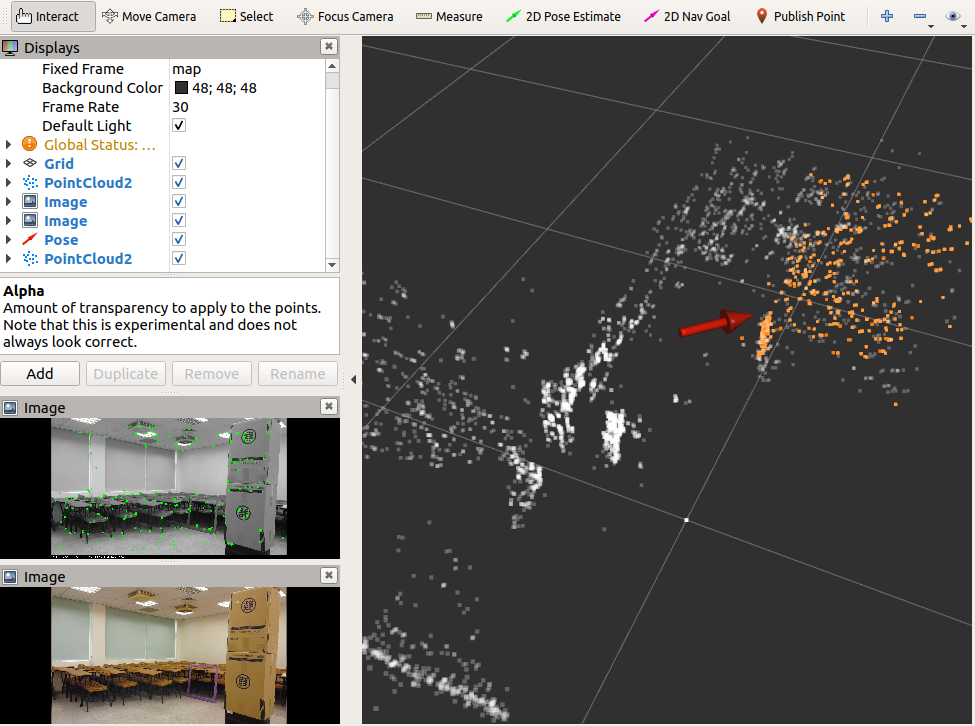 Interact Move Camera Select Focus Camera Measure 2D Pose Estimate 2D Nav Goal Publish Point
Displays
Fixed Frame map
Background Color 48; 48; 48
Frame Rate 30
Default Light
Global Status: ...
Grid
PointCloud2
Image
Image
Pose
PointCloud2
Alpha
Amount of transparency to apply to the points.
Note that this is experimental and does not
always look correct.
Add Duplicate Remove Rename
Image
Image